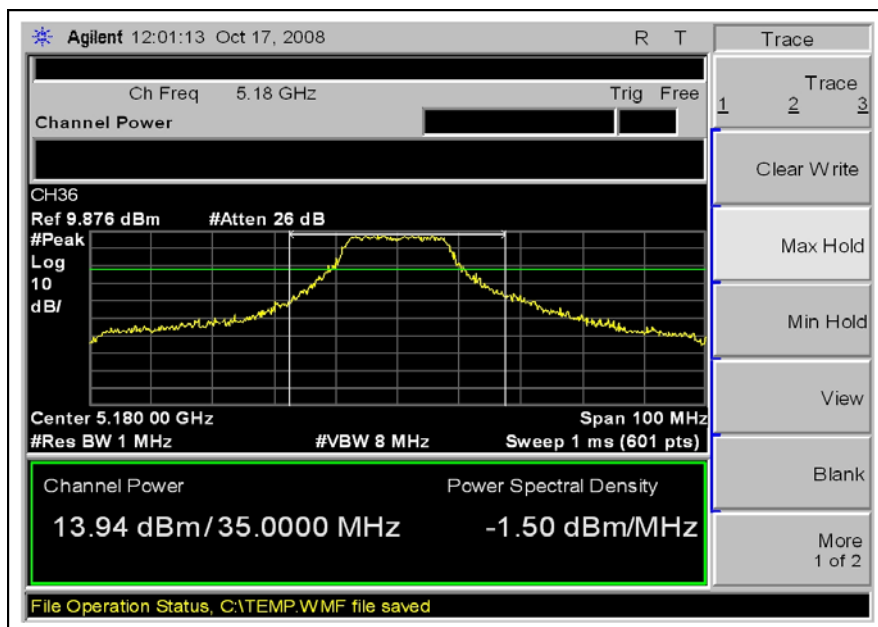 Agilent 12:01:13 Oct 17, 2008 R T
Ch Freq 5.18 GHz Trig Free
Channel Power
CH36
Ref 9.876 dBm #Atten 26 dB
#Peak
Log
10
dB/
Center 5.180 00 GHz Span 100 MHz
#Res BW 1 MHz #VBW 8 MHz Sweep 1 ms (601 pts)
Channel Power Power Spectral Density
13.94 dBm/35.0000 MHz -1.50 dBm/MHz
File Operation Status, C:\TEMP.WMF file saved
Trace
Trace
1 2 3
Clear Write
Max Hold
Min Hold
View
Blank
More
1 of 2